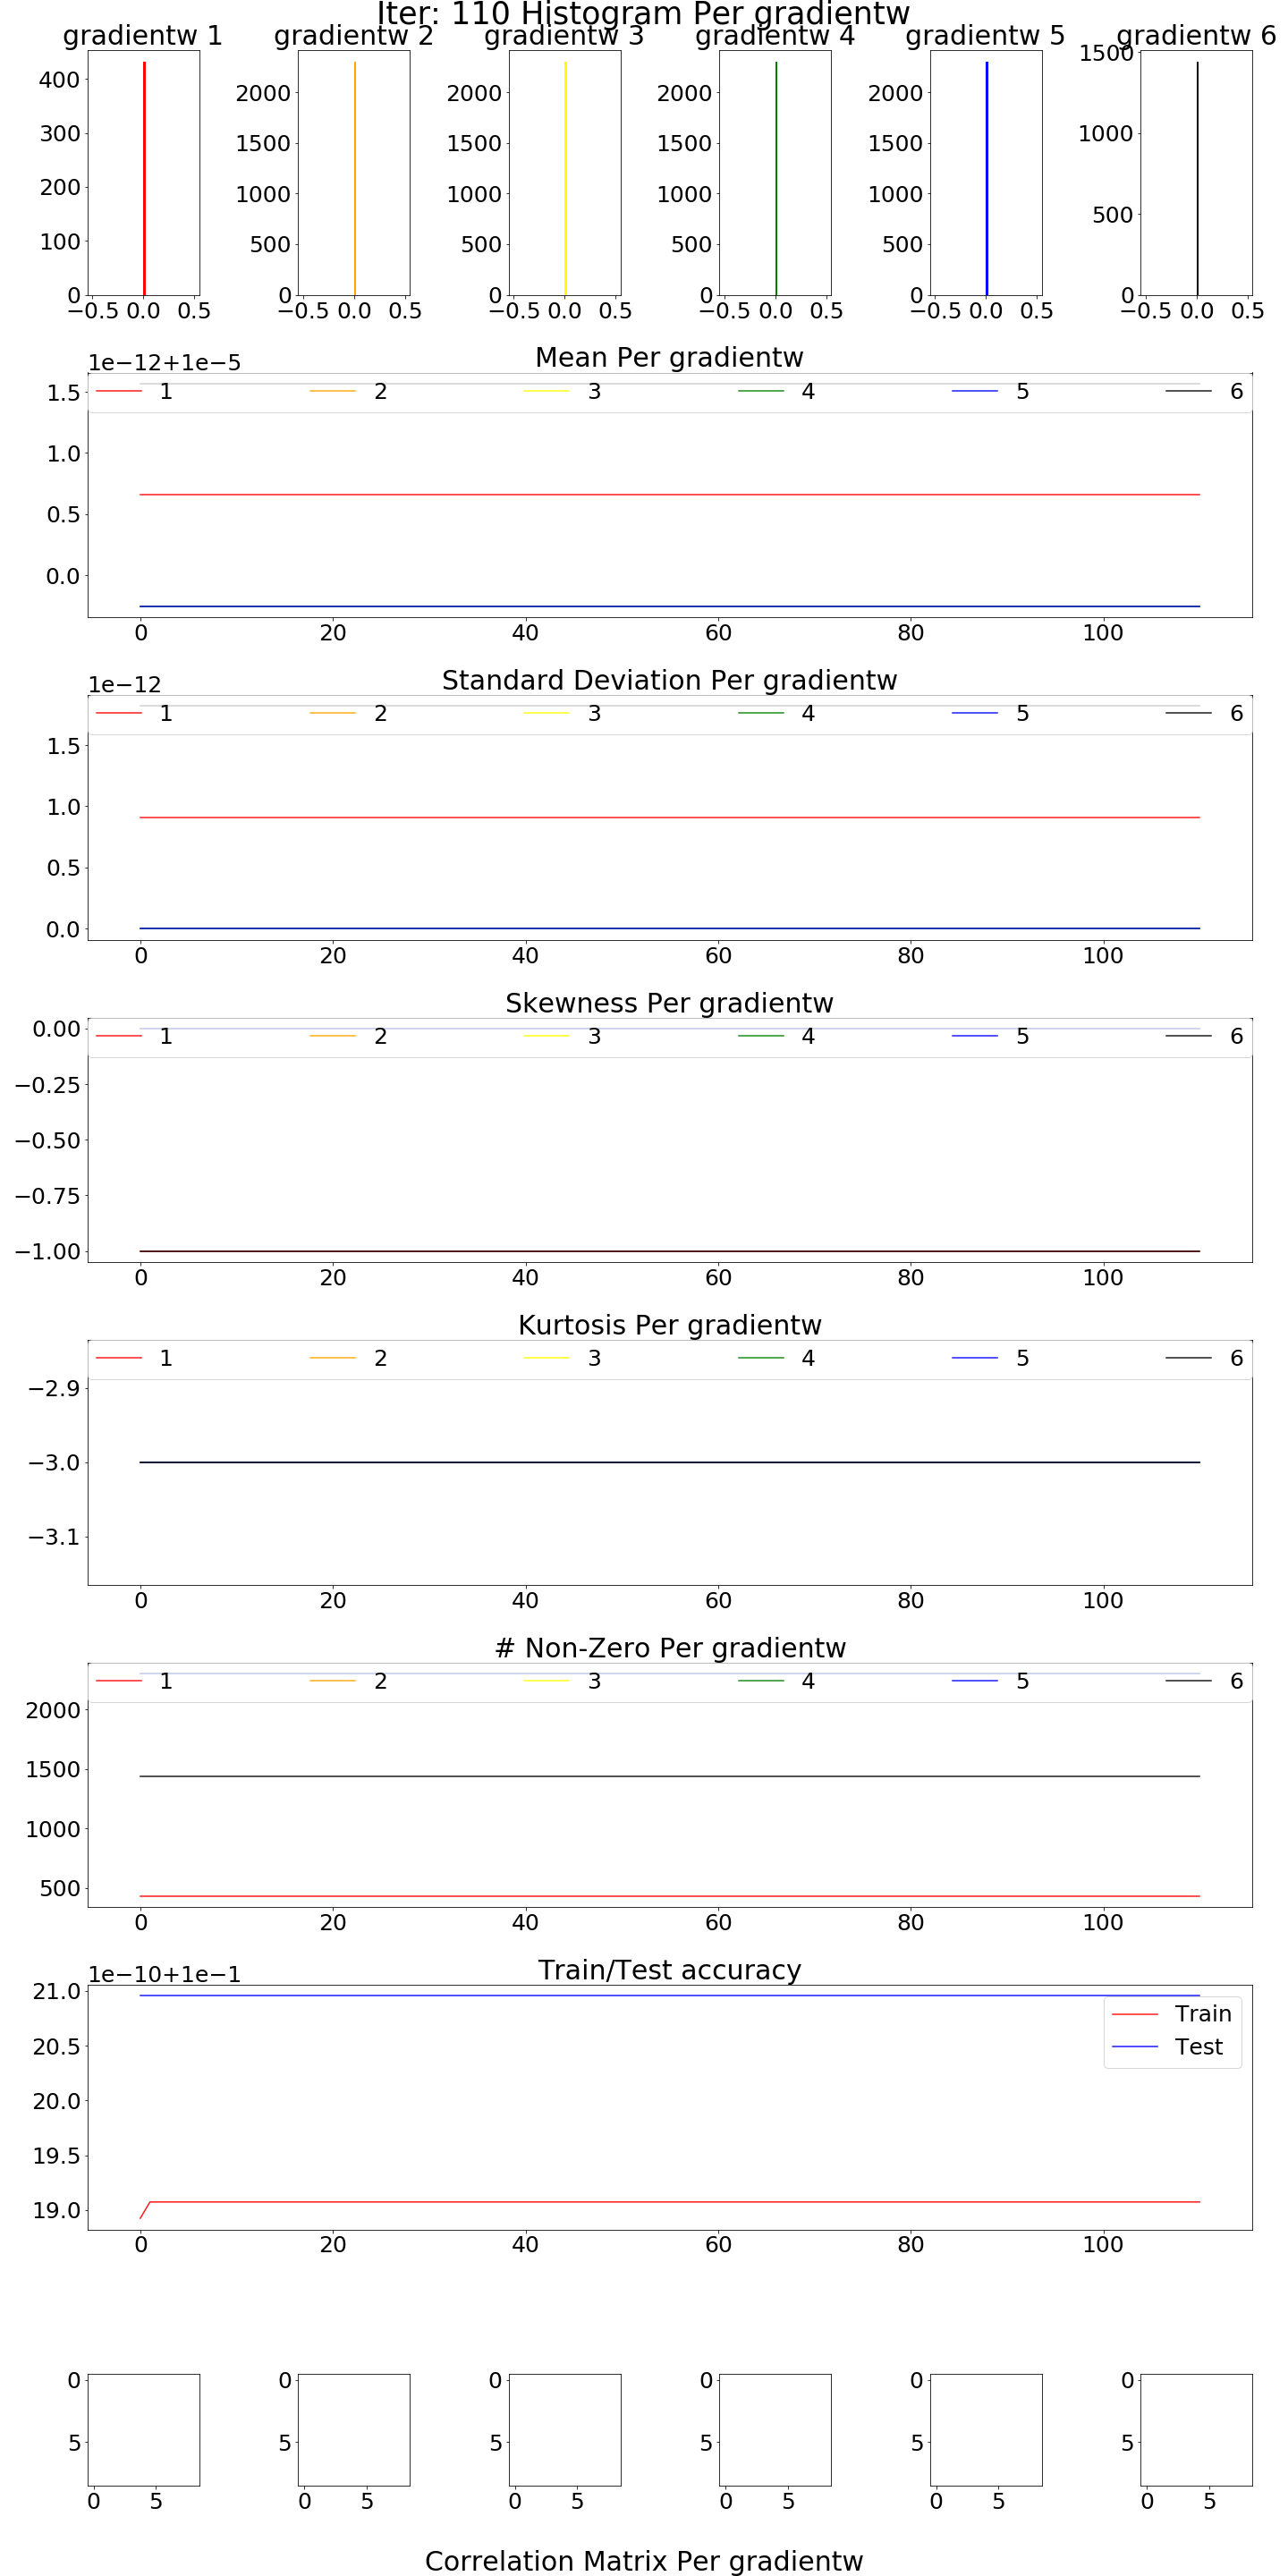 Iter: 110 Histogram Per gradientw
gradientw 1 gradientw 2 gradientw 3 gradientw 4 gradientw 5 gradientw 6
400 300 200 100 0
−0.5 0.0 0.5
2000 1500 1000 500 0
−0.5 0.0 0.5
2000 1500 1000 500 0
−0.5 0.0 0.5
2000 1500 1000 500 0
−0.5 0.0 0.5
2000 1500 1000 500 0
−0.5 0.0 0.5
1500 1000 500 0
−0.5 0.0 0.5
Mean Per gradientw
1e−12+1e−5
1 2 3 4 5 6
1.5
1.0
0.5
0.0
0 20 40 60 80 100
Standard Deviation Per gradientw
1e−12
1 2 3 4 5 6
1.5
1.0
0.5
0.0
0 20 40 60 80 100
Skewness Per gradientw
1 2 3 4 5 6
0.00
−0.25
−0.50
−0.75
−1.00
0 20 40 60 80 100
Kurtosis Per gradientw
1 2 3 4 5 6
−2.9
−3.0
−3.1
0 20 40 60 80 100
# Non-Zero Per gradientw
1 2 3 4 5 6
2000
1500
1000
500
0 20 40 60 80 100
Train/Test accuracy
1e−10+1e−1
21.0
20.5
20.0
19.5
19.0
Train
Test
0 20 40 60 80 100
0 0 0 0 0 0
5 5 5 5 5 5
0 5 0 5 0 5 0 5 0 5 0 5
Correlation Matrix Per gradientw